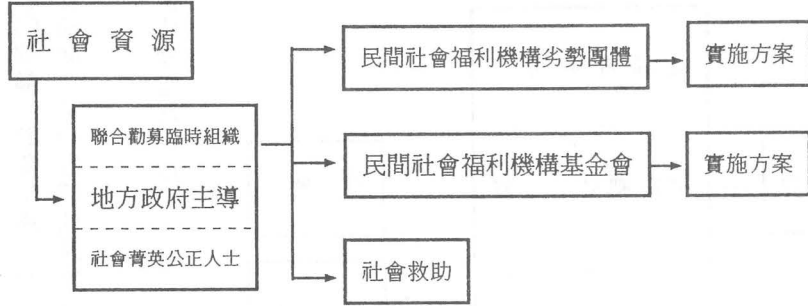 社會資源
民間社會福利機構劣勢團體
實施方案
聯合勸募臨時組織
地方政府主導
社會菁英公正人士
民間社會福利機構基金會
實施方案
社會救助